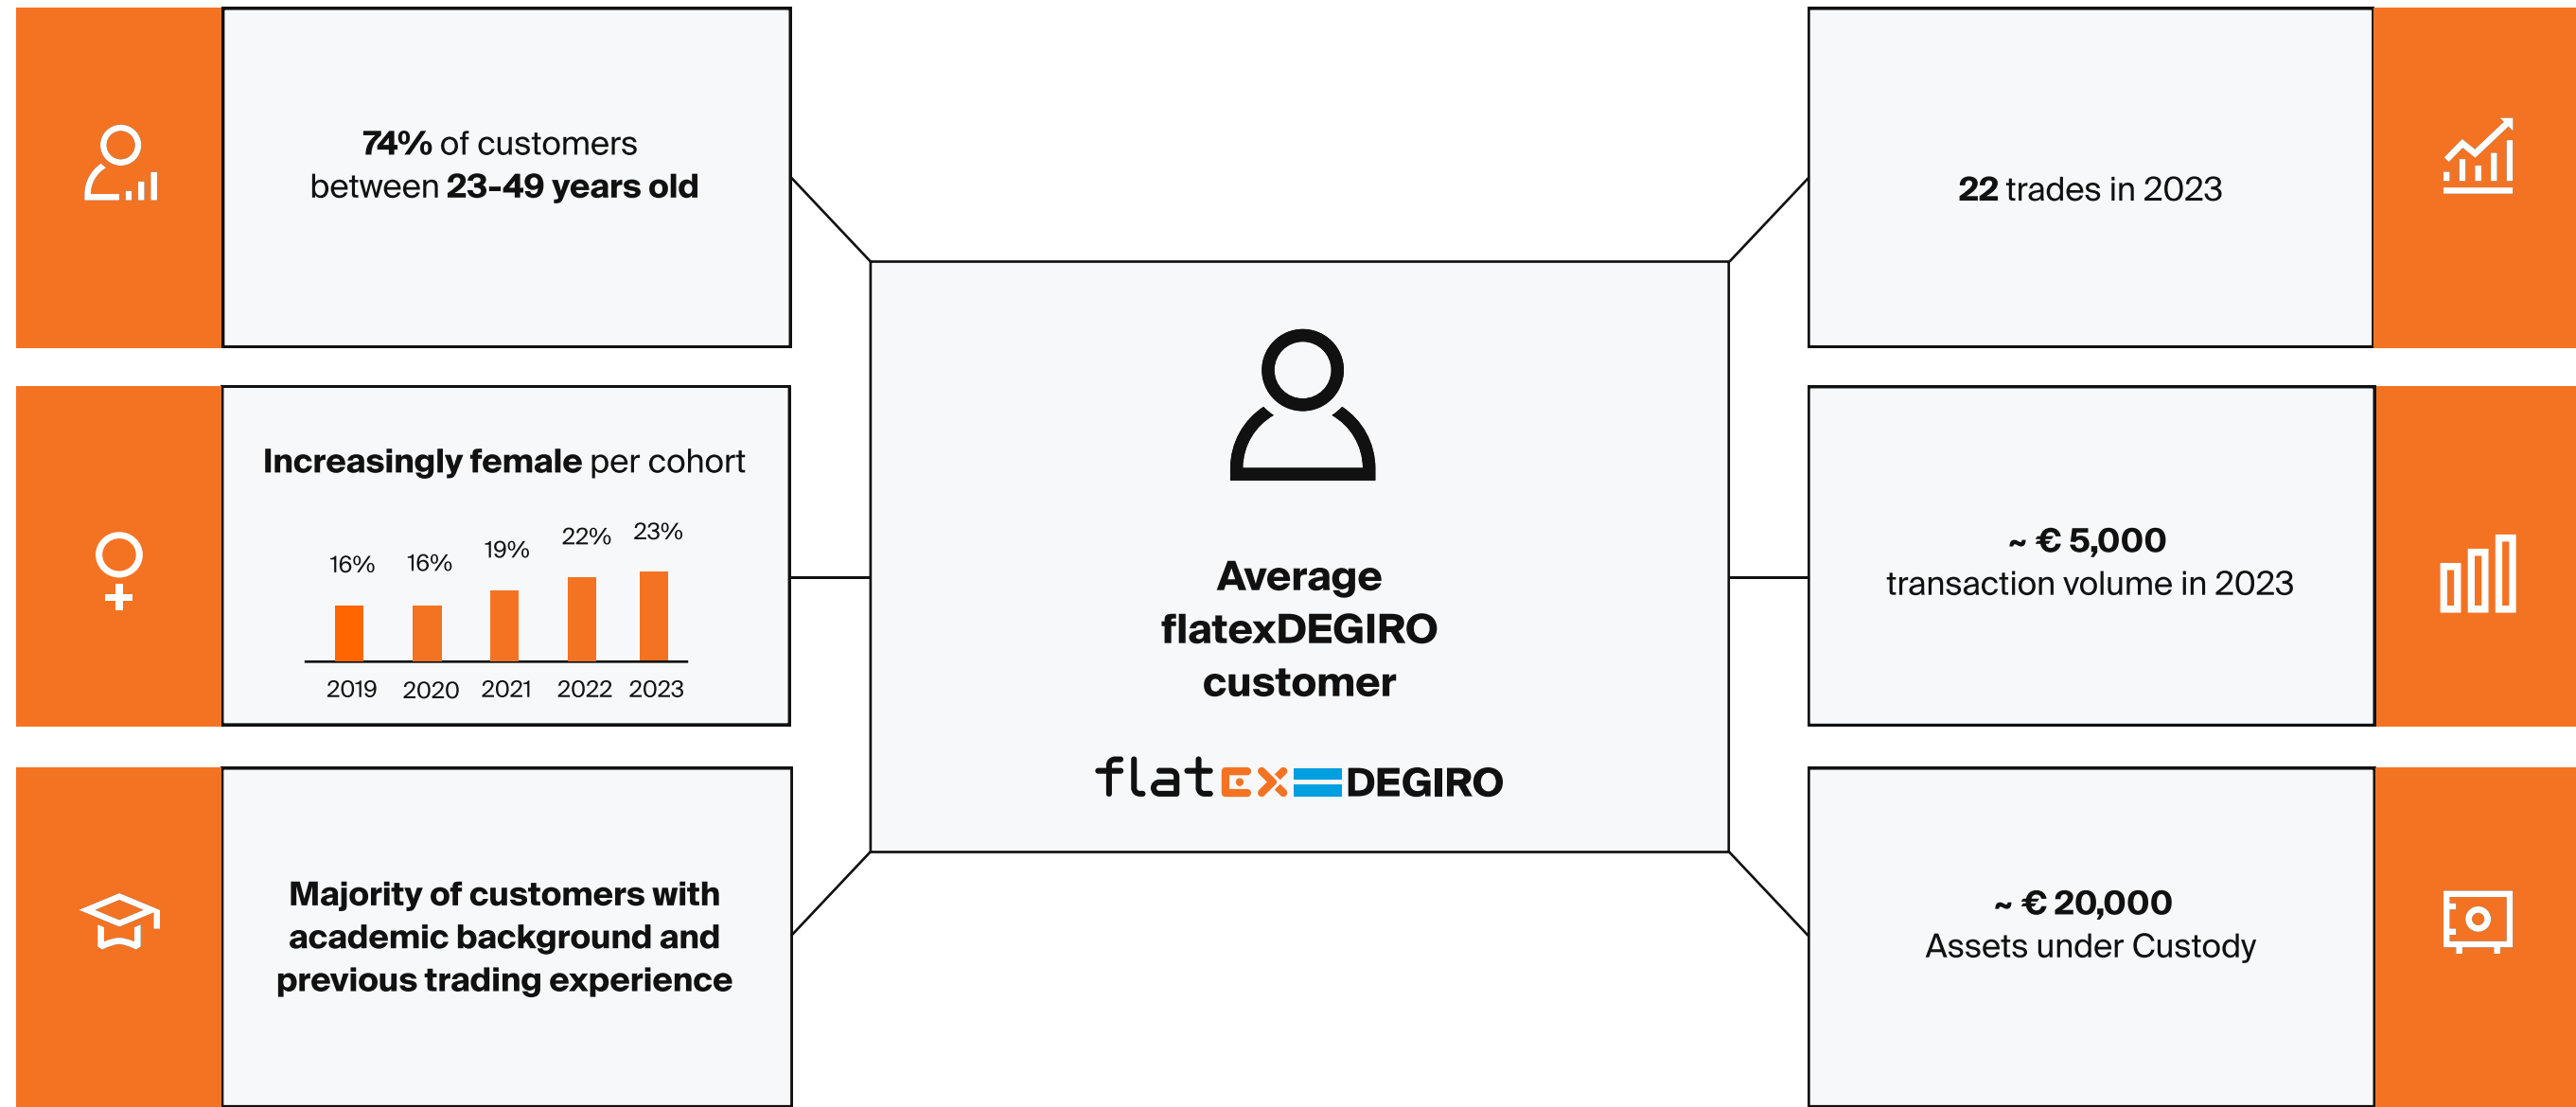 74% of customers
between 23-49 years old
Increasingly female per cohort
16% 16% 19% 22% 23%
2019 2020 2021 2022 2023
Majority of customers with
academic background and
previous trading experience
Average
flatexDEGIRO
customer
flatex=DEGIRO
22 trades in 2023
~ € 5,000
transaction volume in 2023
~ € 20,000
Assets under Custody